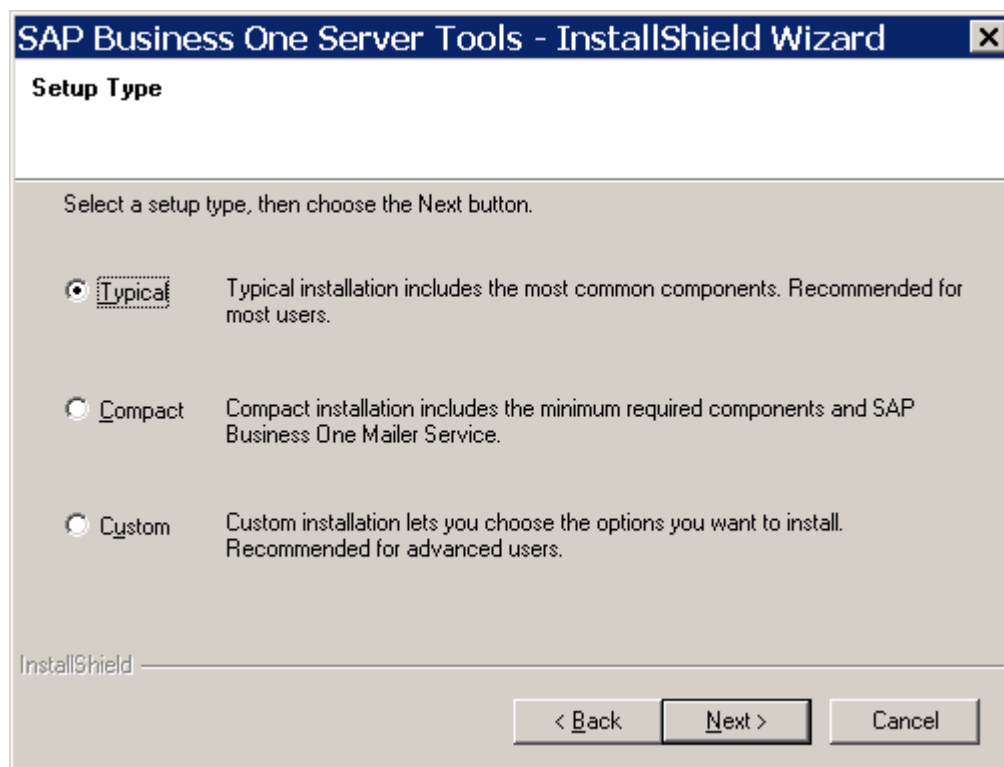 SAP Business One Server Tools - InstallShield Wizard
Setup Type
Select a setup type, then choose the Next button.
Typical
Typical installation includes the most common components. Recommended for
most users.
Compact
Compact installation includes the minimum required components and SAP
Business One Mailer Service.
Custom
Custom installation lets you choose the options you want to install.
Recommended for advanced users.
InstallShield
< Back
Next >
Cancel